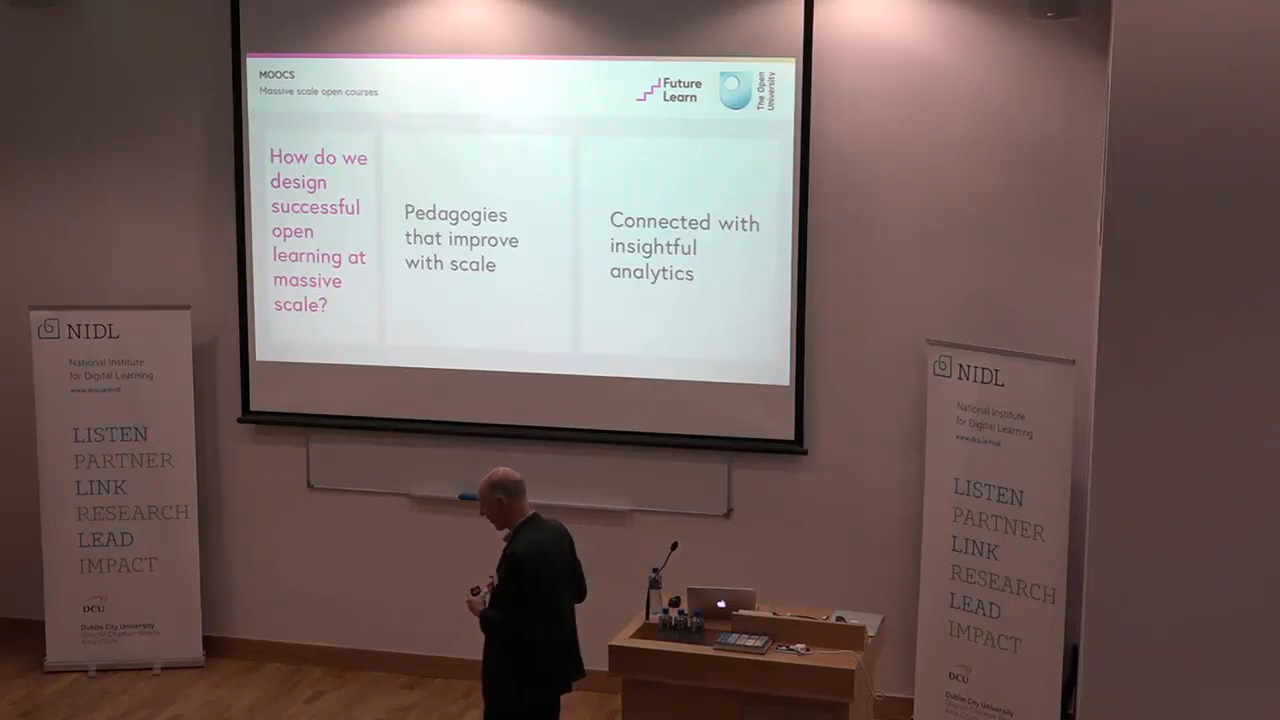 MOOCS
Massive scale open courses
Future
Learn
The Open
University
How do we
design
successful
open
learning at
massive
scale?
Pedagogies
that improve
with scale
Connected with
insightful
analytics
NIDL
National Institute
for Digital Learning
LISTEN
PARTNER
LINK
RESEARCH
LEAD
IMPACT
DCU
Dublin City University
NIDL
National Institute
for Digital Learning
LISTEN
PARTNER
LINK
RESEARCH
LEAD
IMPACT
DCU
Dublin City University